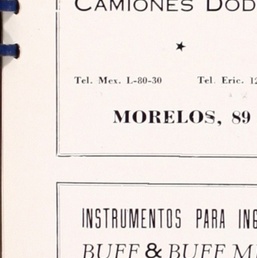 CAMIONES DOD
Tel. Mex. L-80-30 Tel. Eric. 12
MORELOS, 89
INSTRUMENTOS PARA ING
BUFF & BUFF M